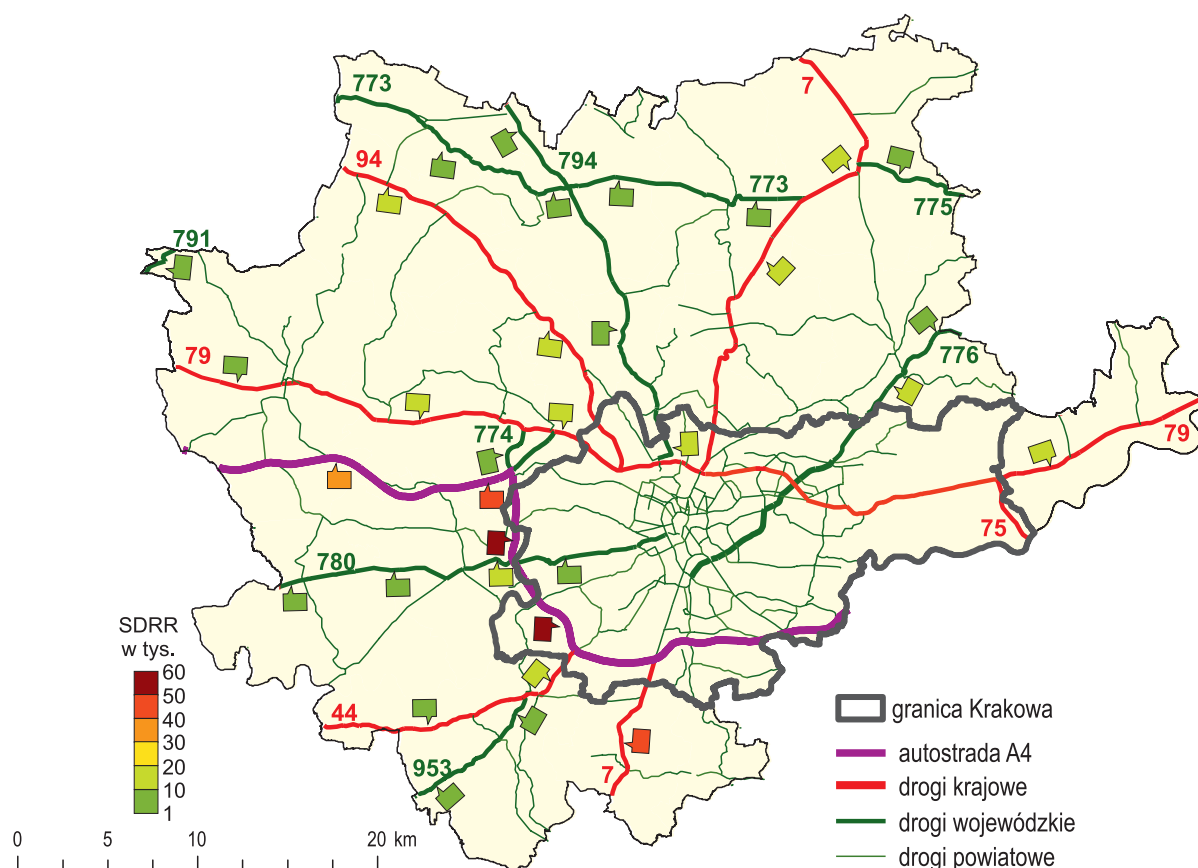 7
773
94
794
773
775
791
79
776
774
79
75
780
SDRR
w tys.
60
50
40
30
20
10
1
44
953
7
granica Krakowa
autostrada A4
drogi krajowe
drogi wojewódzkie
drogi powiatowe
0 5 10 20 km